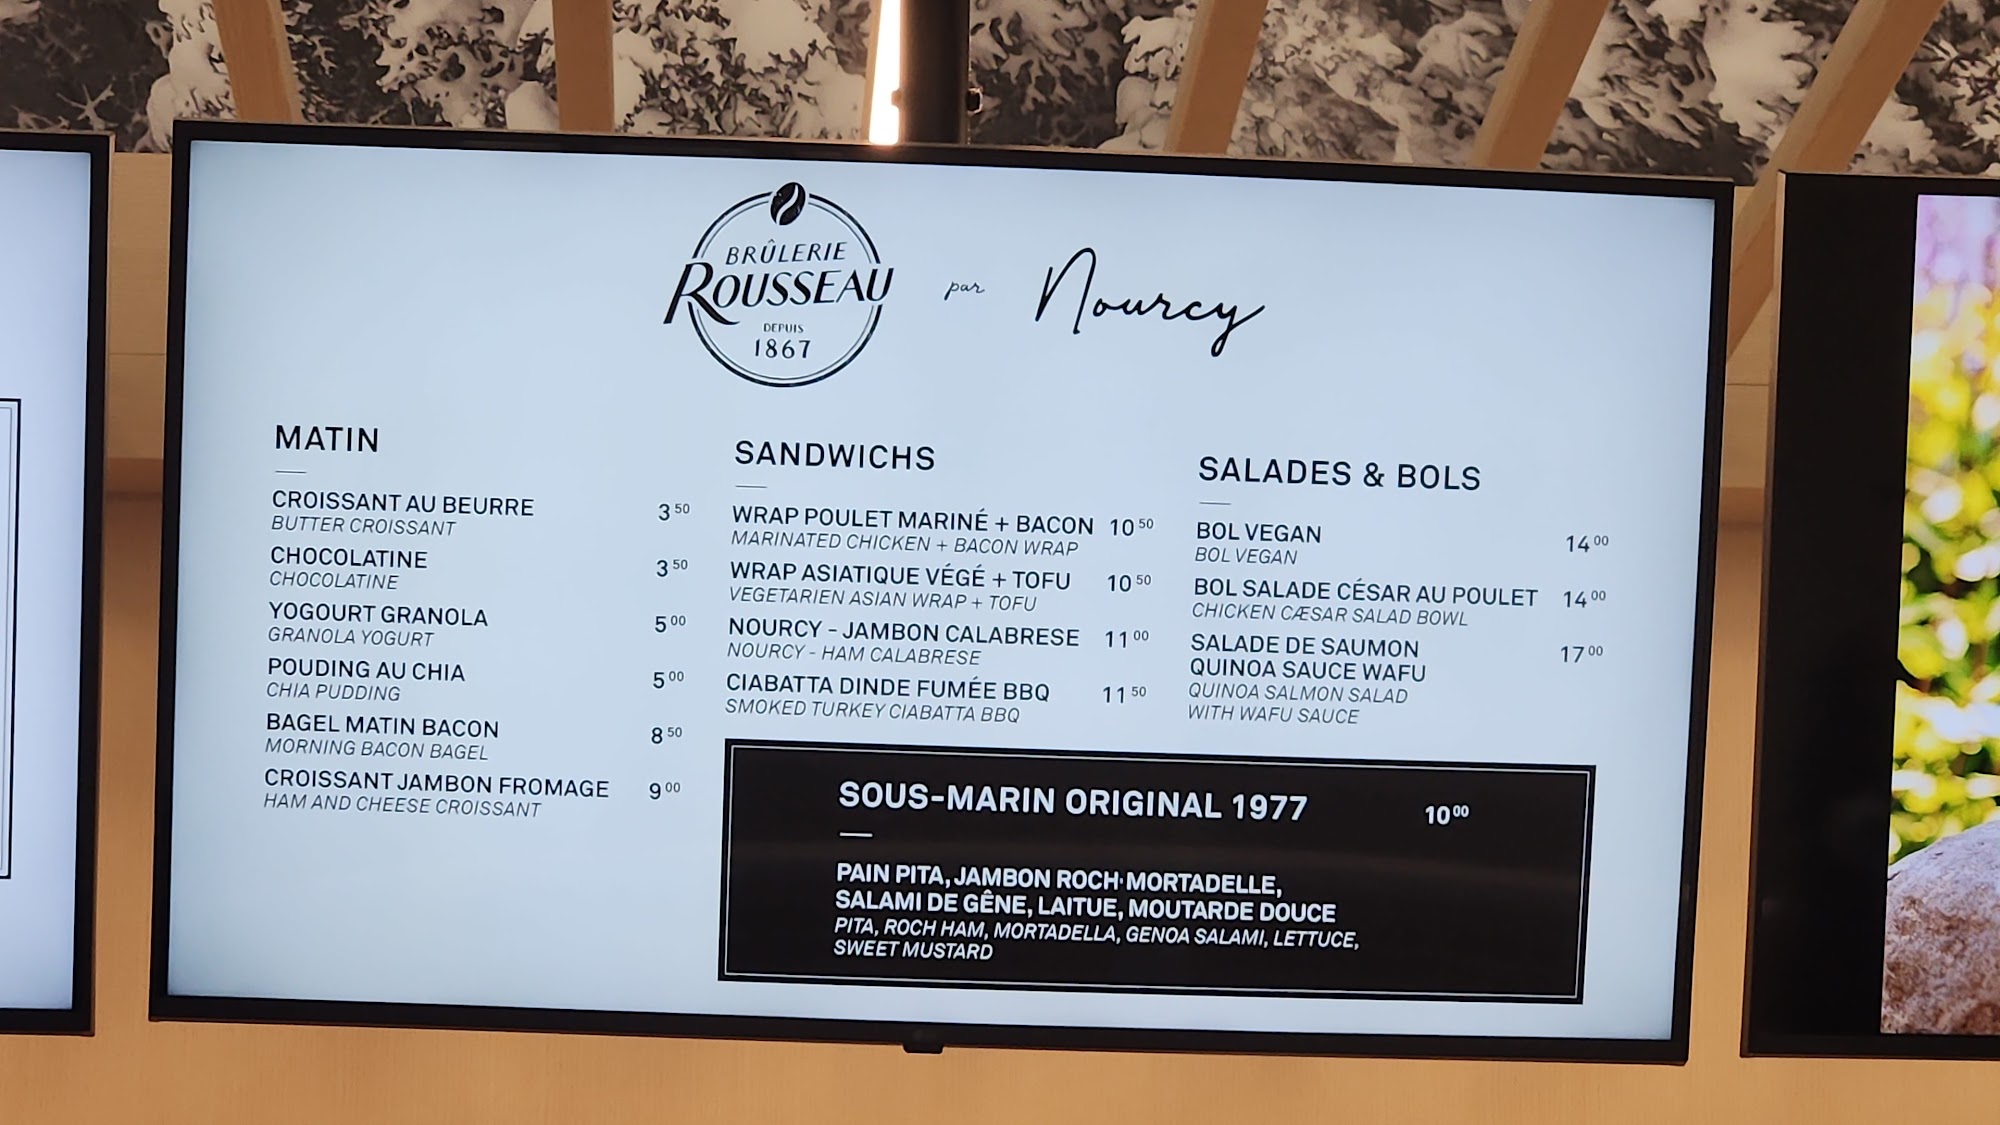 BRÛLERIE
ROUSSEAU
DEPUIS
1867
par
Nourcy
MATIN
CROISSANT AU BEURRE 3 50
BUTTER CROISSANT
CHOCOLATINE 3 50
CHOCOLATINE
YOGOURT GRANOLA 5 00
GRANOLA YOGURT
POUDING AU CHIA 5 00
CHIA PUDDING
BAGEL MATIN BACON 8 50
MORNING BACON BAGEL
CROISSANT JAMBON FROMAGE 9 00
HAM AND CHEESE CROISSANT
SANDWICHS
WRAP POULET MARINÉ + BACON 10 50
MARINATED CHICKEN + BACON WRAP
WRAP ASIATIQUE VÉGÉ + TOFU 10 50
VEGETARIEN ASIAN WRAP + TOFU
NOURCY - JAMBON CALABRESE 11 00
NOURCY - HAM CALABRESE
CIABATTA DINDE FUMÉE BBQ 11 50
SMOKED TURKEY CIABATTA BBQ
SALADES & BOLS
BOL VEGAN 14 00
BOL VEGAN
BOL SALADE CÉSAR AU POULET 14 00
CHICKEN CÆSAR SALAD BOWL
SALADE DE SAUMON 17 00
QUINOA SAUCE WAFU
QUINOA SALMON SALAD
WITH WAFU SAUCE
SOUS-MARIN ORIGINAL 1977 10 00
PAIN PITA, JAMBON ROCH, MORTADELLE,
SALAMI DE GÊNE, LAITUE, MOUTARDE DOUCE
PITA, ROCH HAM, MORTADELLA, GENOA SALAMI, LETTUCE,
SWEET MUSTARD